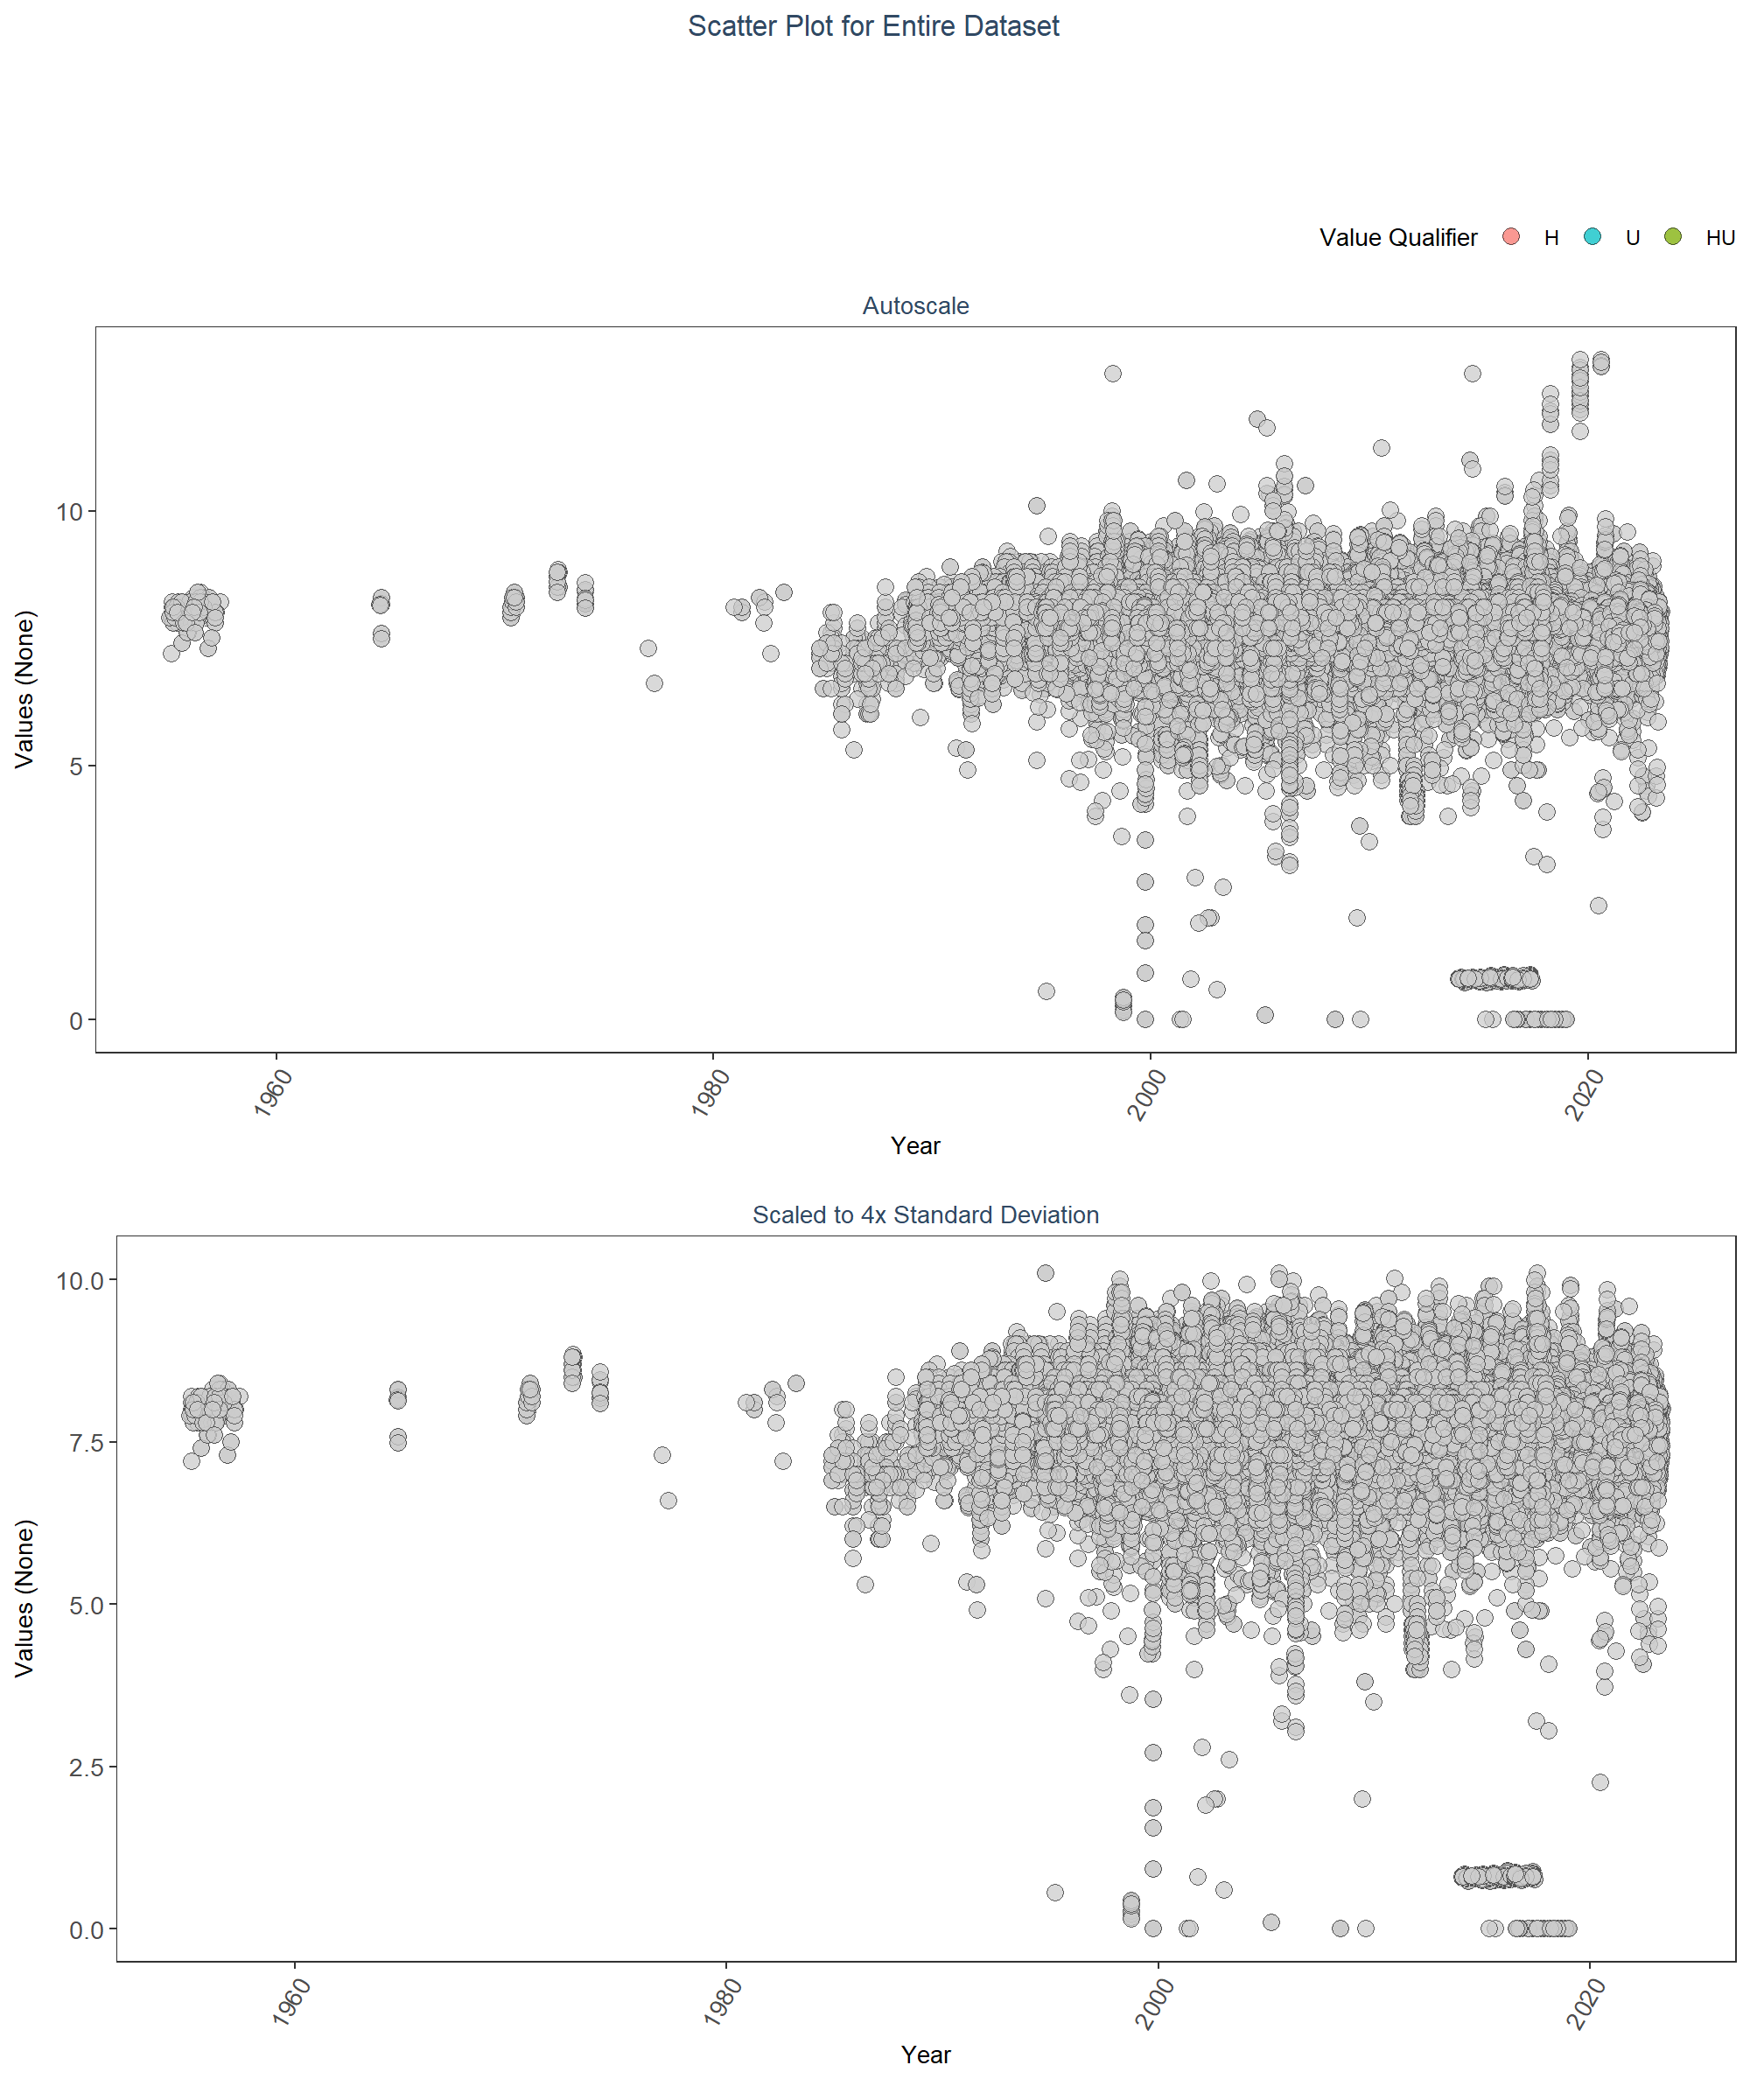 Scatter Plot for Entire Dataset
Value Qualifier H U HU
Autoscale
10
5
0
Values (None)
1960 1980 2000 2020
Year
Scaled to 4x Standard Deviation
10.0
7.5
5.0
2.5
0.0
Values (None)
1960 1980 2000 2020
Year